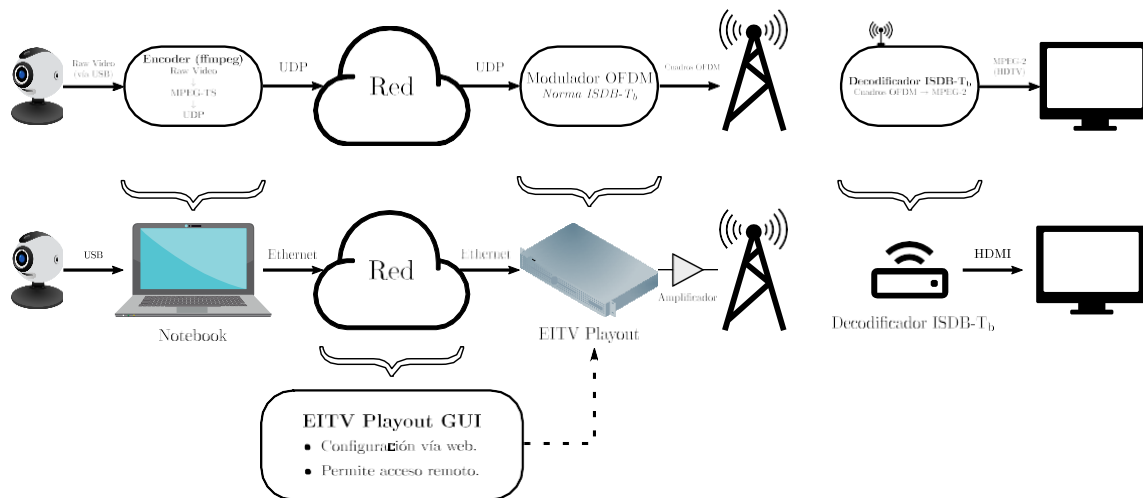 Raw Video
(vía USB)
Encoder (ffmpeg)
Raw Video
↓
MPEG-TS
↓
UDP
UDP
Red
UDP
Modulador OFDM
Norma ISDB-Tb
Cuadros OFDM
Decodificador ISDB-Tb
Cuadros OFDM → MPEG-2
MPEG-2
(HDTV)
USB
Notebook
Ethernet
Red
Ethernet
EITV Playout
Amplificador
Decodificador ISDB-Tb
HDMI
EITV Playout GUI
• Configuración vía web.
• Permite acceso remoto.